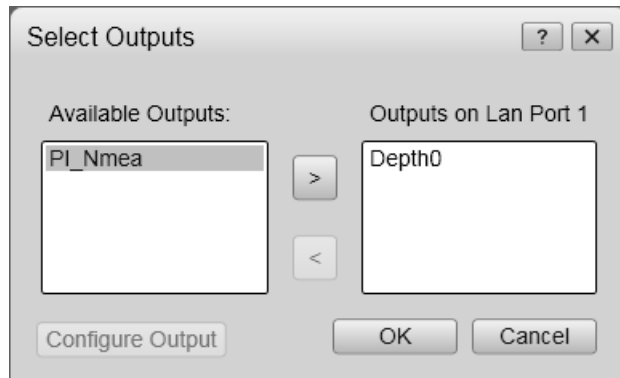 Select Outputs
? X
Available Outputs:
Outputs on Lan Port 1
PI_Nmea
>
Depth0
<
Configure Output
OK
Cancel